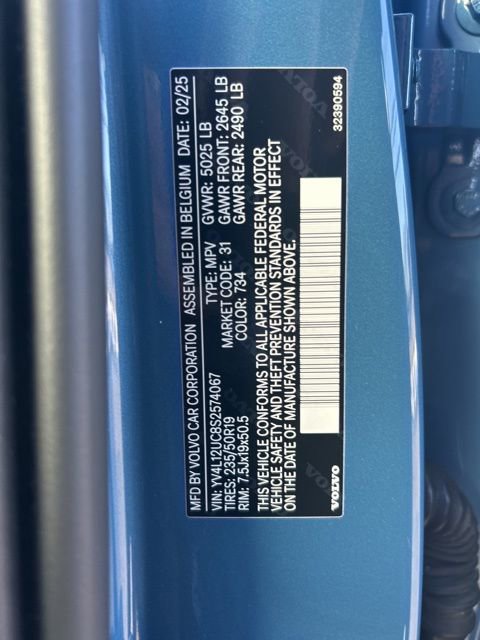 MFD BY VOLVO CAR CORPORATION ASSEMBLED IN BELGIUM DATE: 02/25
VIN: YV4L12UC8S2574067 TYPE: MPV GVWR: 5025 LB
TIRES: 235/50R19 MARKET CODE: 31 GAWR FRONT: 2645 LB
RIM: 7.5Jx19x50.5 COLOR: 734 GAWR REAR: 2490 LB
THIS VEHICLE CONFORMS TO ALL APPLICABLE FEDERAL MOTOR
VEHICLE SAFETY AND THEFT PREVENTION STANDARDS IN EFFECT
ON THE DATE OF MANUFACTURE SHOWN ABOVE.
VOLVO 32390594